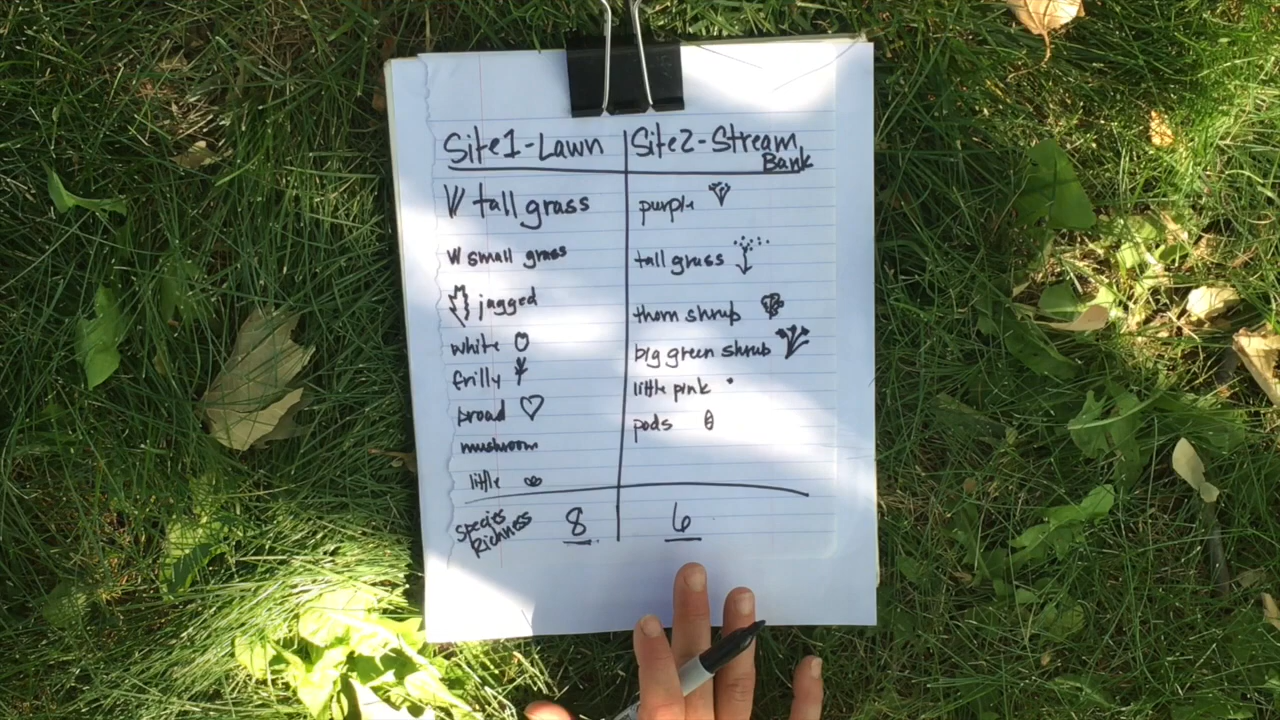 Site1-Lawn
Site2-Stream
Bank
tall grass
small grass
jagged
white
frilly
broad
mushroom
little
purple
tall grass
thorn shrub
big green shrub
little pink
pods
Species
Richness
8
6